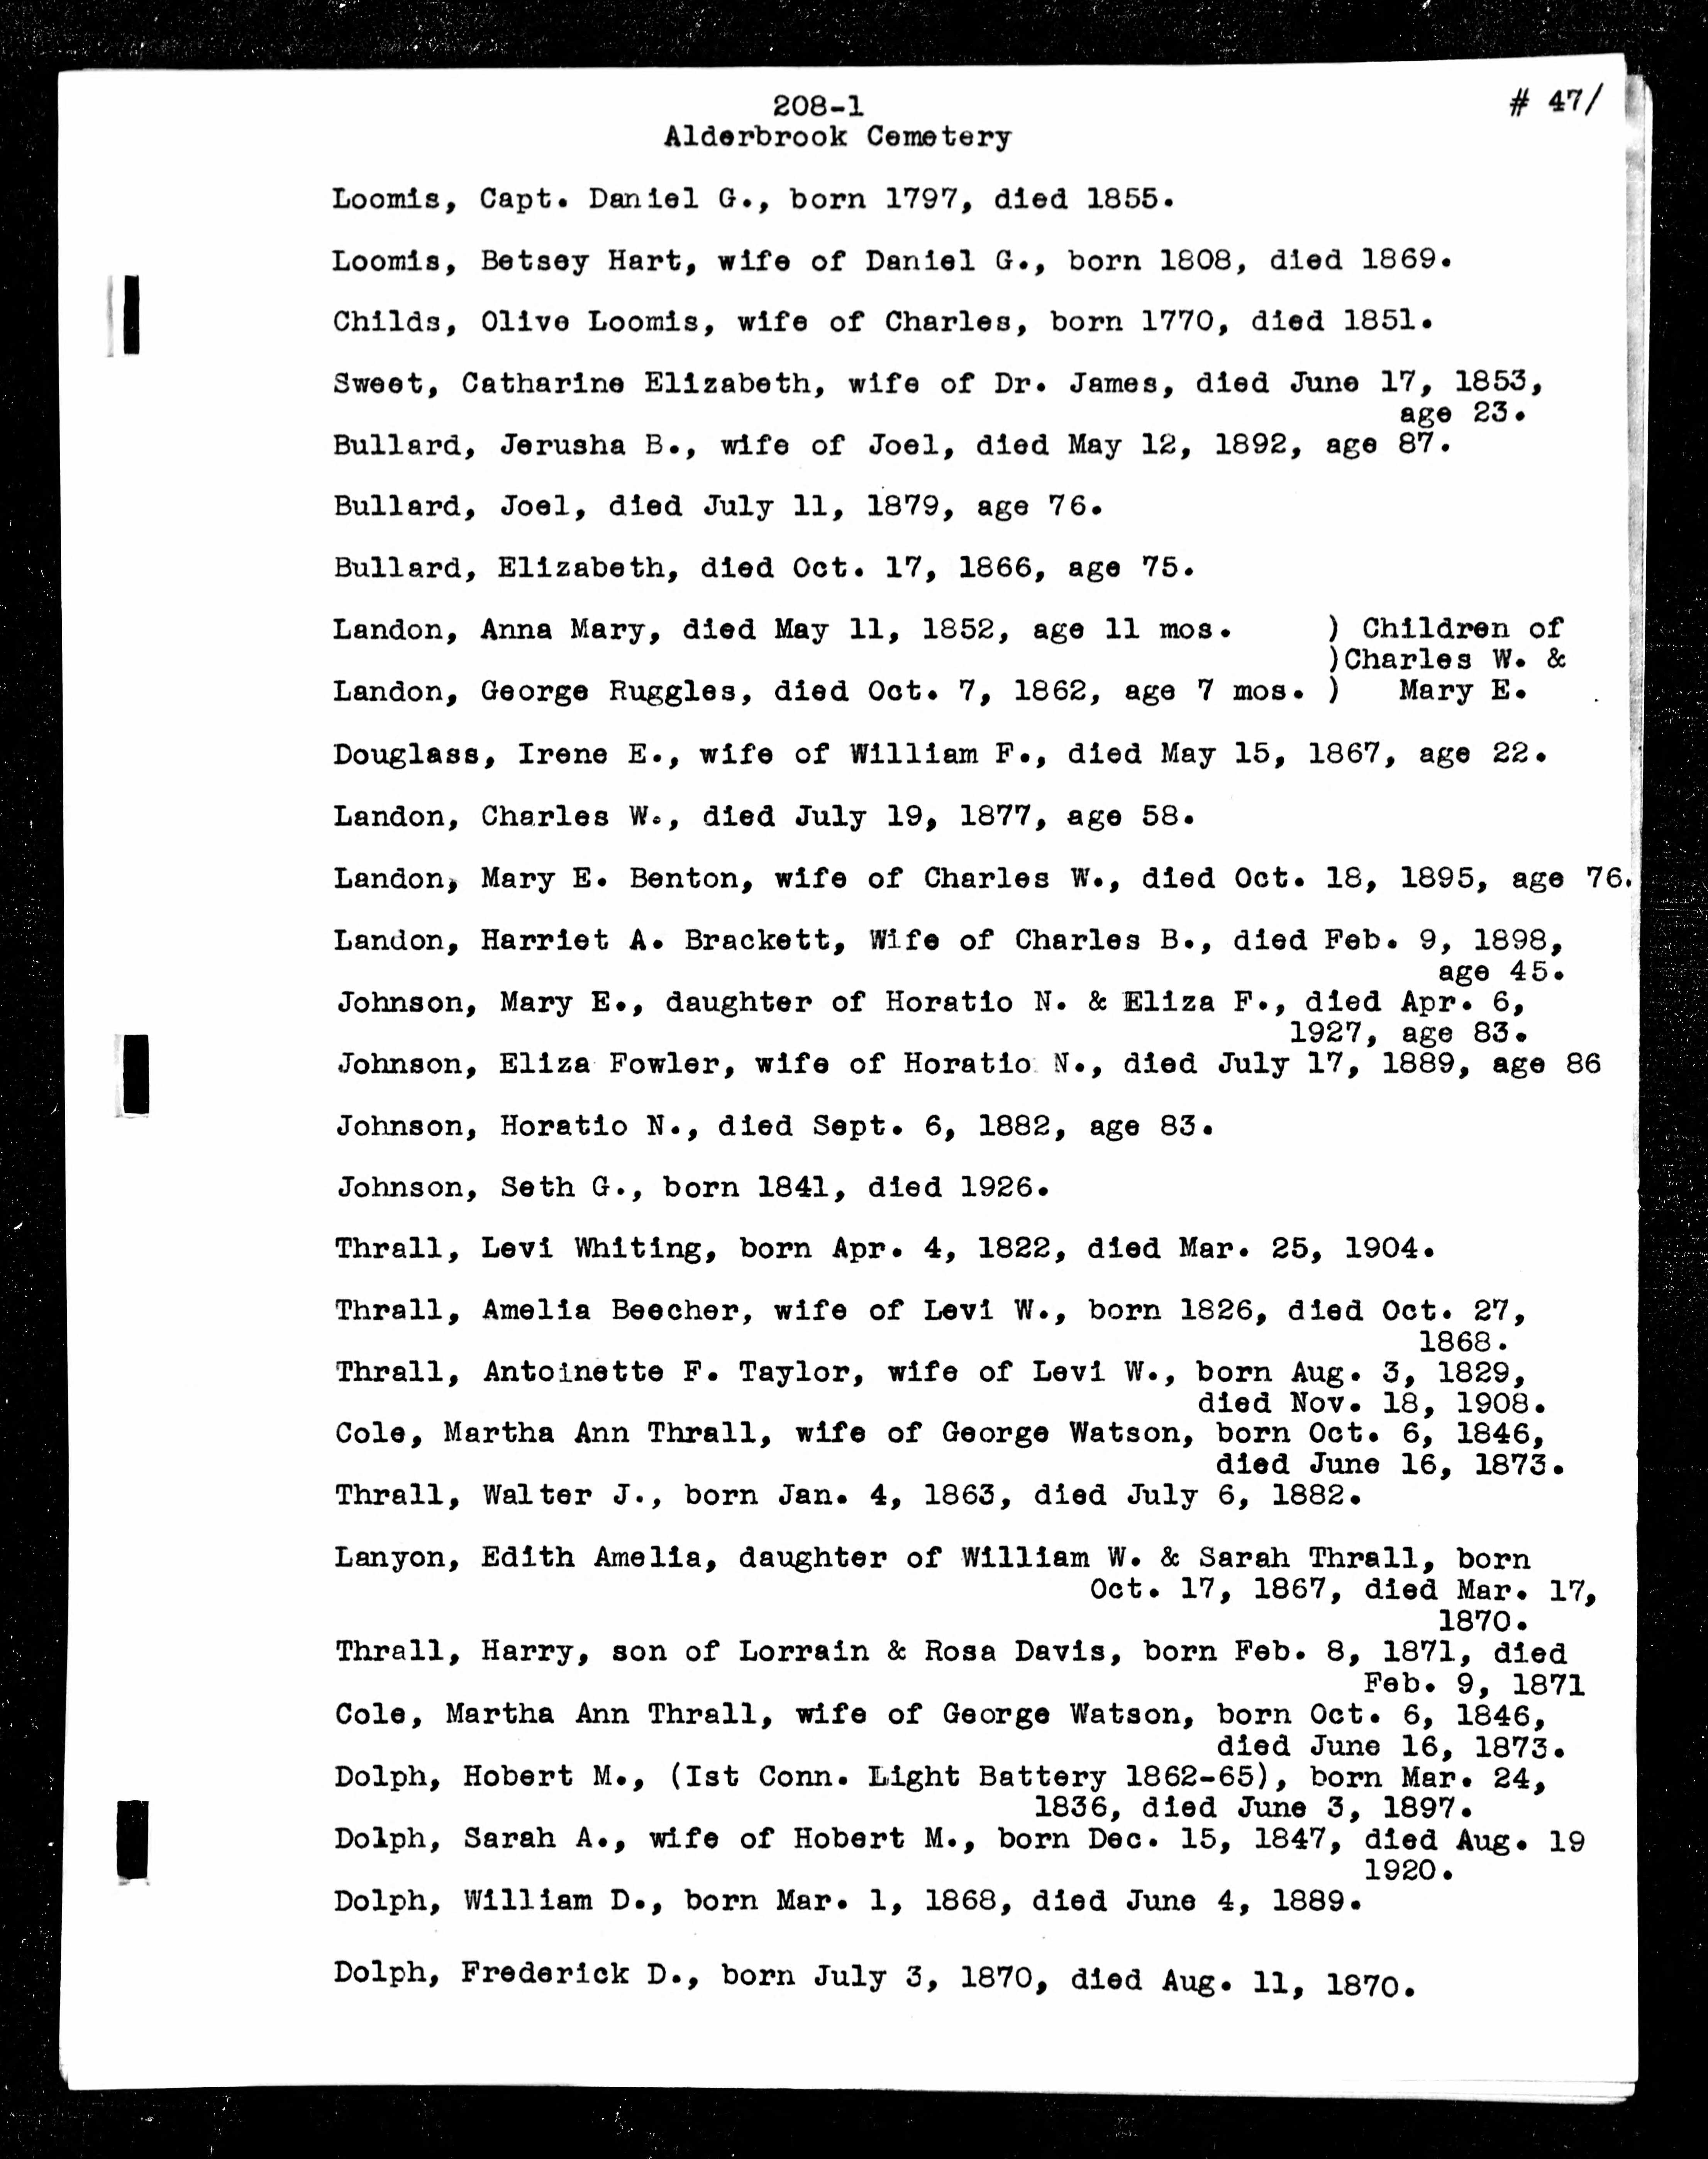 208-1
# 47/
Alderbrook Cemetery
Loomis, Capt. Daniel G., born 1797, died 1855.
Loomis, Betsey Hart, wife of Daniel G., born 1808, died 1869.
Childs, Olive Loomis, wife of Charles, born 1770, died 1851.
Sweet, Catharine Elizabeth, wife of Dr. James, died June 17, 1853,
age 23.
Bullard, Jerusha B., wife of Joel, died May 12, 1892, age 87.
Bullard, Joel, died July 11, 1879, age 76.
Bullard, Elizabeth, died Oct. 17, 1866, age 75.
Landon, Anna Mary, died May 11, 1852, age 11 mos. ) Children of
)Charles W. &
Landon, George Ruggles, died Oct. 7, 1862, age 7 mos. ) Mary E.
Douglass, Irene E., wife of William F., died May 15, 1867, age 22.
Landon, Charles W., died July 19, 1877, age 58.
Landon, Mary E. Benton, wife of Charles W., died Oct. 18, 1895, age 76.
Landon, Harriet A. Brackett, Wife of Charles B., died Feb. 9, 1898,
age 45.
Johnson, Mary E., daughter of Horatio N. & Eliza F., died Apr. 6,
1927, age 83.
Johnson, Eliza Fowler, wife of Horatio N., died July 17, 1889, age 86
Johnson, Horatio N., died Sept. 6, 1882, age 83.
Johnson, Seth G., born 1841, died 1926.
Thrall, Levi Whiting, born Apr. 4, 1822, died Mar. 25, 1904.
Thrall, Amelia Beecher, wife of Levi W., born 1826, died Oct. 27,
1868.
Thrall, Antoinette F. Taylor, wife of Levi W., born Aug. 3, 1829,
died Nov. 18, 1908.
Cole, Martha Ann Thrall, wife of George Watson, born Oct. 6, 1846,
died June 16, 1873.
Thrall, Walter J., born Jan. 4, 1863, died July 6, 1882.
Lanyon, Edith Amelia, daughter of William W. & Sarah Thrall, born
Oct. 17, 1867, died Mar. 17,
1870.
Thrall, Harry, son of Lorrain & Rosa Davis, born Feb. 8, 1871, died
Feb. 9, 1871
Cole, Martha Ann Thrall, wife of George Watson, born Oct. 6, 1846,
died June 16, 1873.
Dolph, Hobert M., (Ist Conn. Light Battery 1862-65), born Mar. 24,
1836, died June 3, 1897.
Dolph, Sarah A., wife of Hobert M., born Dec. 15, 1847, died Aug. 19
1920.
Dolph, William D., born Mar. 1, 1868, died June 4, 1889.
Dolph, Frederick D., born July 3, 1870, died Aug. 11, 1870.